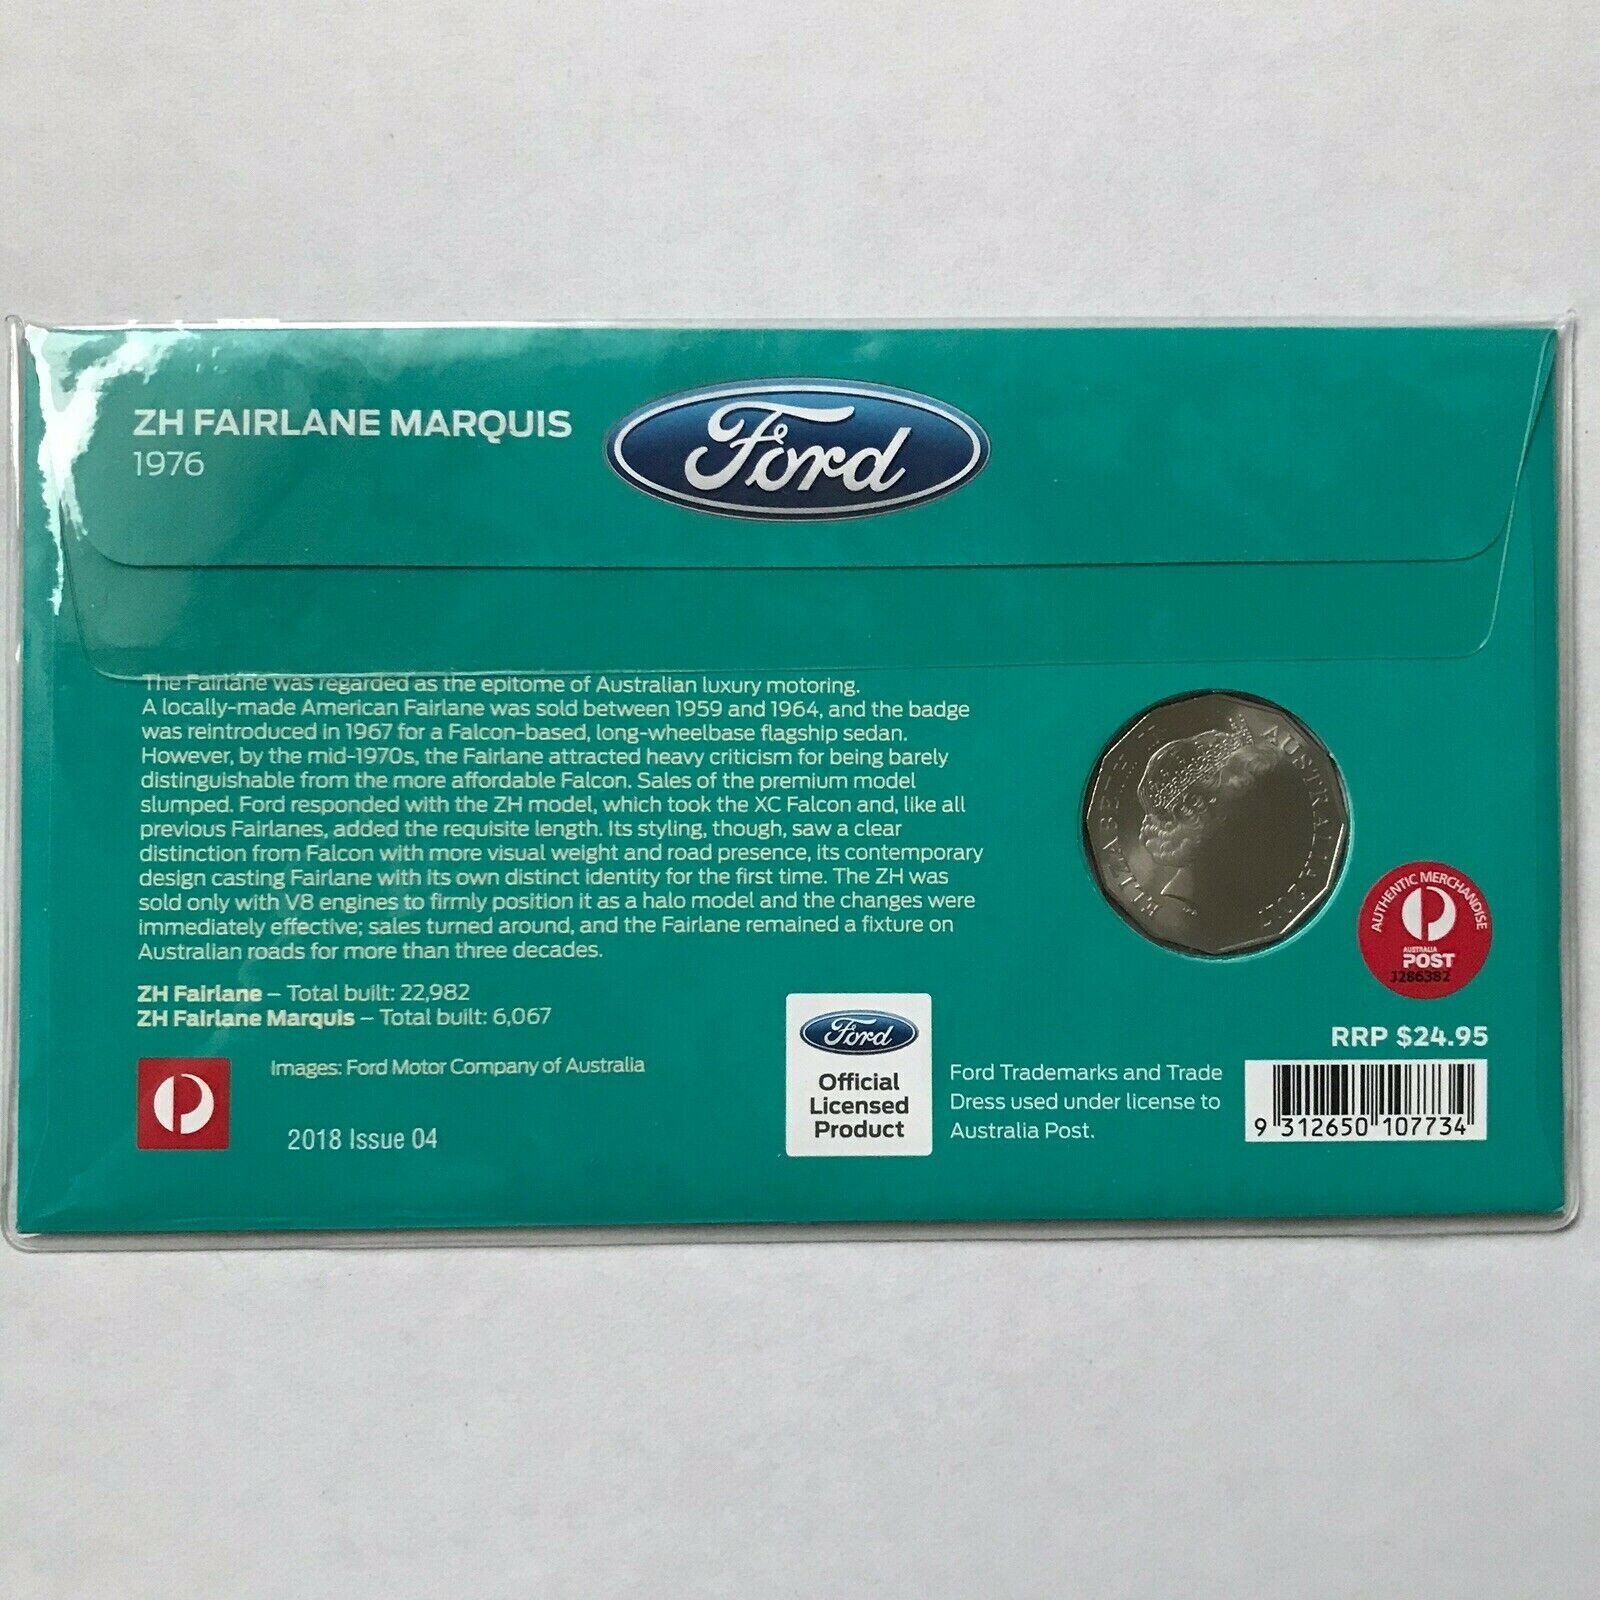 ZH FAIRLANE MARQUIS
1976
Ford
The Fairlane was regarded as the epitome of Australian luxury motoring.
A locally-made American Fairlane was sold between 1959 and 1964, and the badge
was reintroduced in 1967 for a Falcon-based, long-wheelbase flagship sedan.
However, by the mid-1970s, the Fairlane attracted heavy criticism for being barely
distinguishable from the more affordable Falcon. Sales of the premium model
slumped. Ford responded with the ZH model, which took the XC Falcon and, like all
previous Fairlanes, added the requisite length. Its styling, though, saw a clear
distinction from Falcon with more visual weight and road presence, its contemporary
design casting Fairlane with its own distinct identity for the first time. The ZH was
sold only with V8 engines to firmly position it as a halo model and the changes were
immediately effective; sales turned around, and the Fairlane remained a fixture on
Australian roads for more than three decades.
ZH Fairlane – Total built: 22,982
ZH Fairlane Marquis – Total built: 6,067
Images: Ford Motor Company of Australia
2018 Issue 04
ELIZABETH II
AUSTRALIA 2016
AUTHENTIC MERCHANDISE
AUSTRALIA
POST
J286382
Ford
Official
Licensed
Product
Ford Trademarks and Trade
Dress used under license to
Australia Post.
RRP $24.95
9 312650 107734